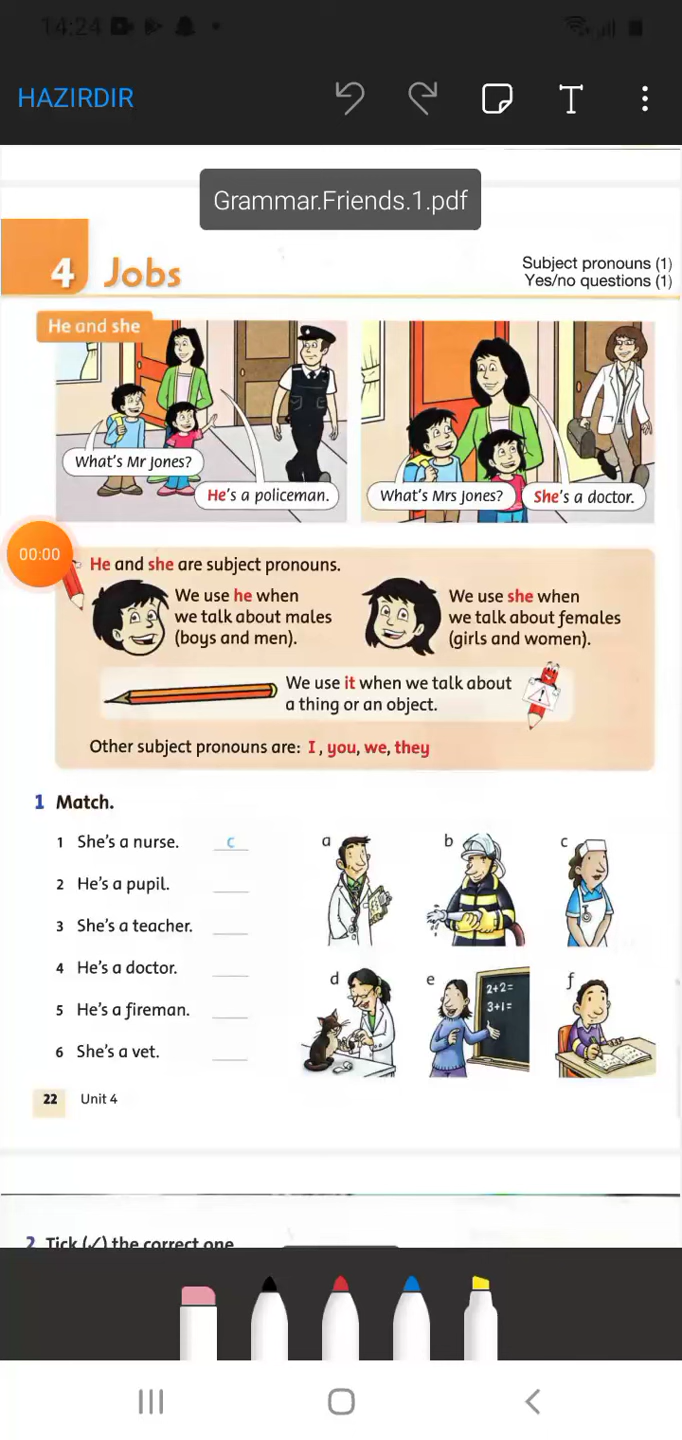 14:24
HAZIRDIR
T
Grammar.Friends.1.pdf
4 Jobs
Subject pronouns (1)
Yes/no questions (1)
He and she
What's Mr Jones?
He's a policeman.
What's Mrs Jones?
She's a doctor.
00:00
He and she are subject pronouns.
We use he when
we talk about males
(boys and men).
We use she when
we talk about females
(girls and women).
We use it when we talk about
a thing or an object.
Other subject pronouns are: I, you, we, they
1 Match.
1 She's a nurse. c
2 He's a pupil.
3 She's a teacher.
4 He's a doctor.
5 He's a fireman.
6 She's a vet.
a
b
c
d
e
2+2=
3+1=
f
22 Unit 4
2 Tick (✓) the correct one